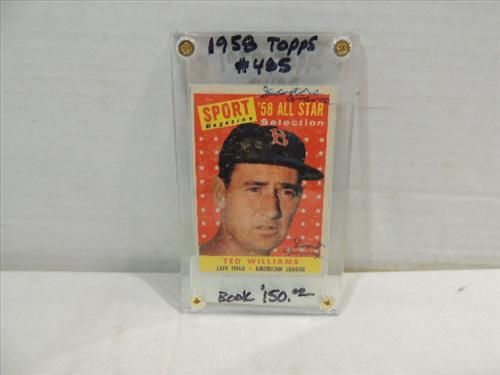 1958 TOPPS
#485
SPORT '58 ALL STAR
Magazine Selection
B
TED WILLIAMS
LEFT FIELD - AMERICAN LEAGUE
BOOK $150.00